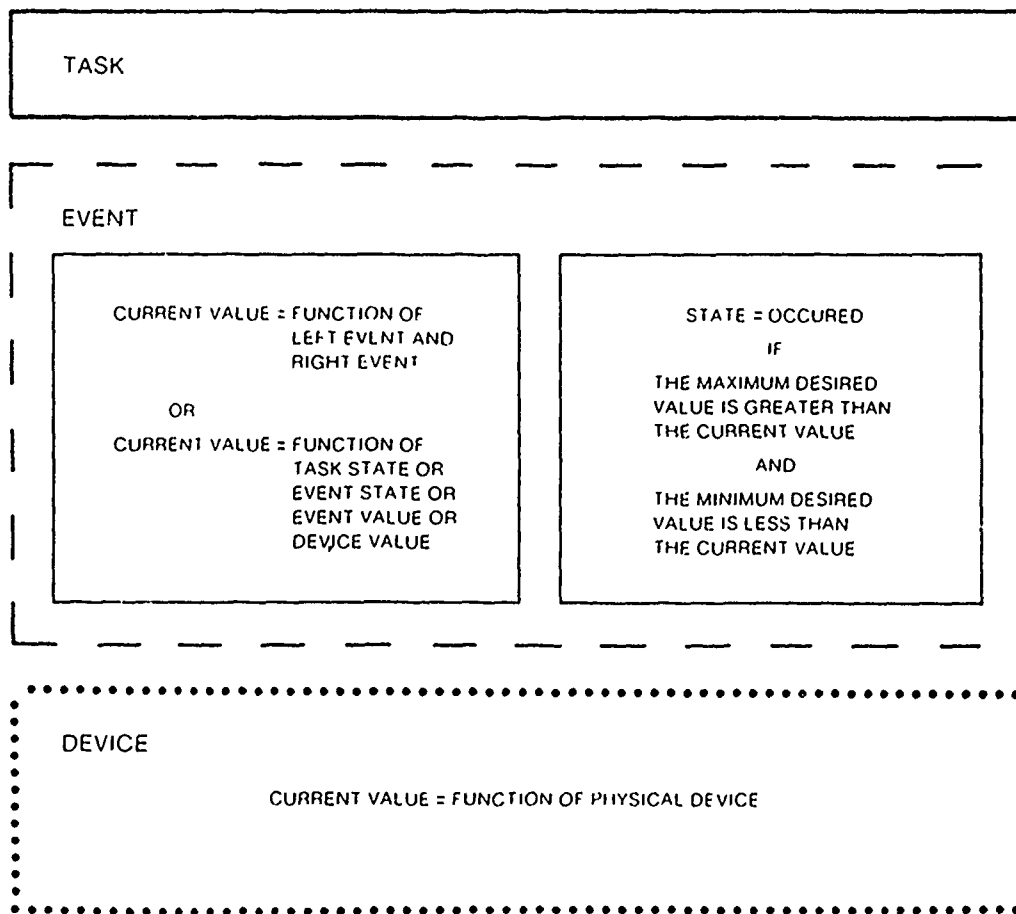 TASK
EVENT
CURRENT VALUE = FUNCTION OF
LEFT EVENT AND
RIGHT EVENT
OR
CURRENT VALUE = FUNCTION OF
TASK STATE OR
EVENT STATE OR
EVENT VALUE OR
DEVICE VALUE
STATE = OCCURED
IF
THE MAXIMUM DESIRED
VALUE IS GREATER THAN
THE CURRENT VALUE
AND
THE MINIMUM DESIRED
VALUE IS LESS THAN
THE CURRENT VALUE
DEVICE
CURRENT VALUE = FUNCTION OF PHYSICAL DEVICE